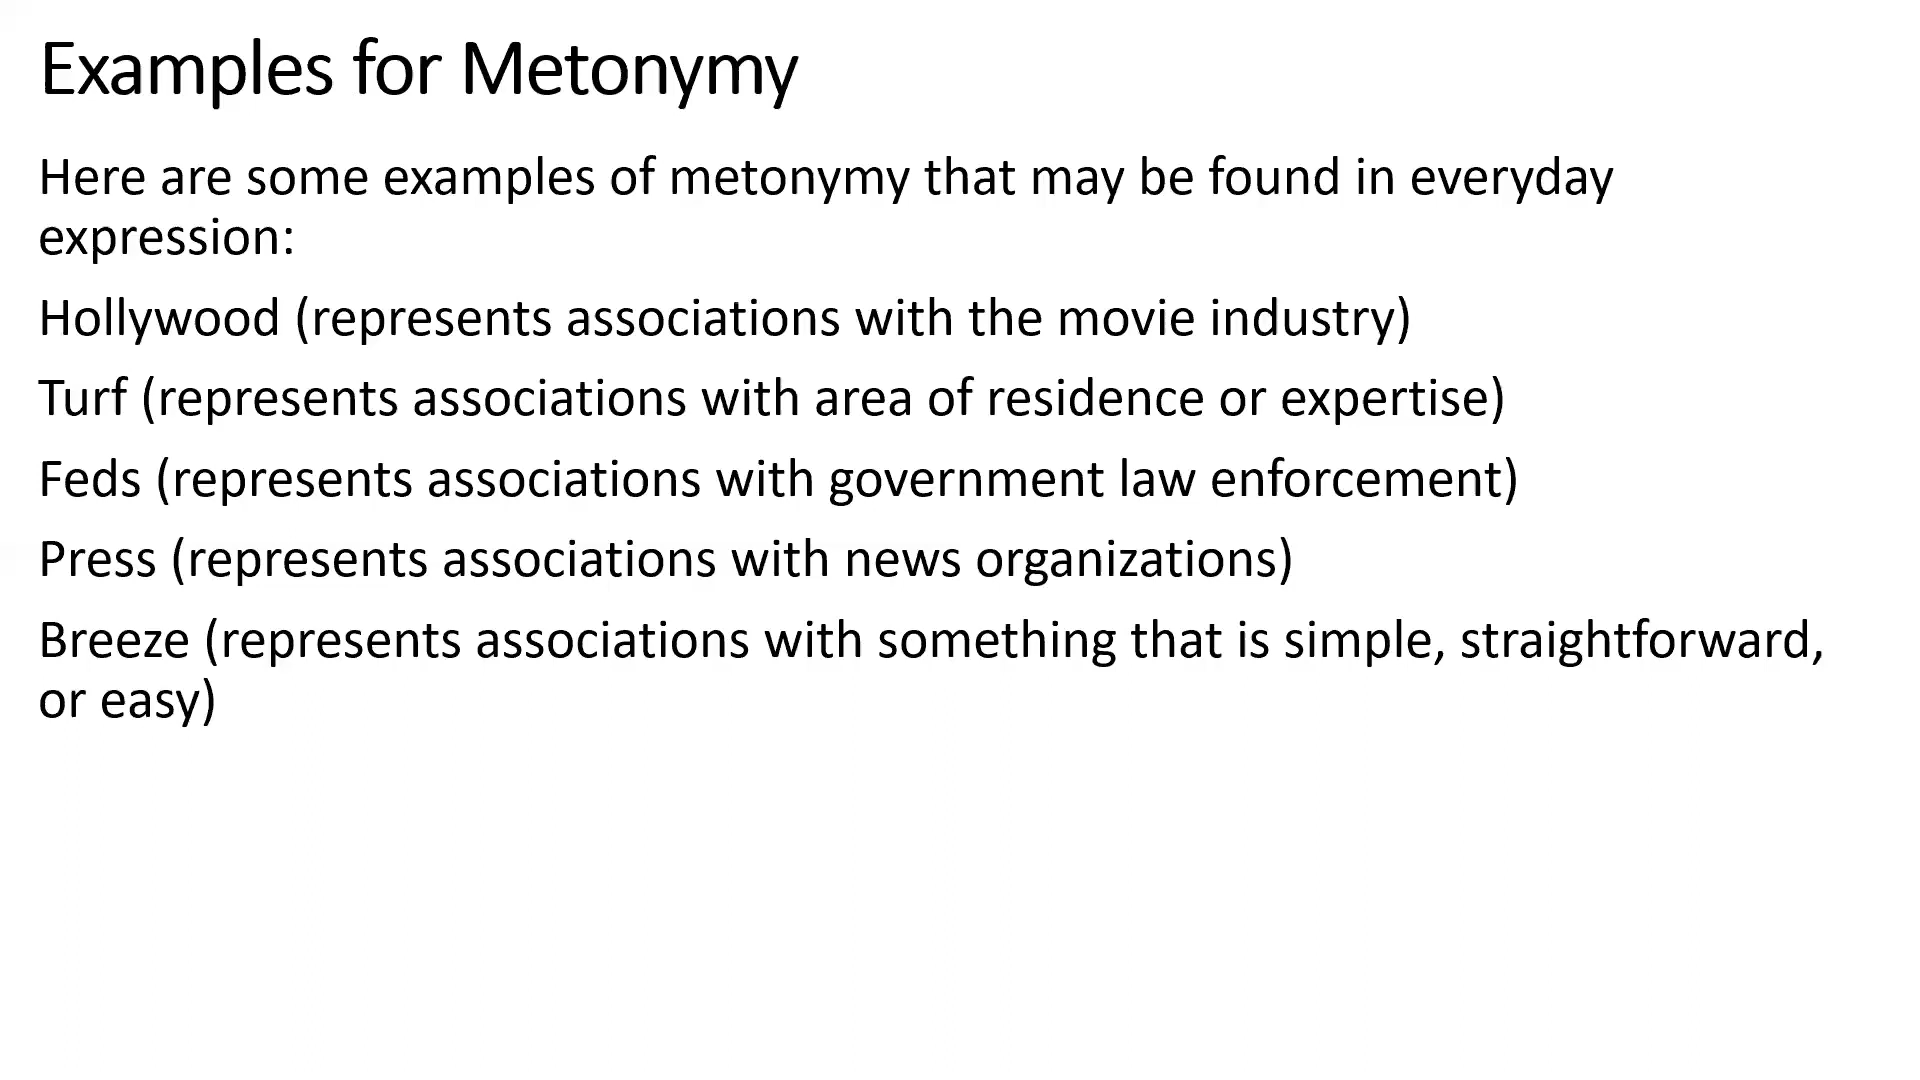 Examples for Metonymy
Here are some examples of metonymy that may be found in everyday
expression:
Hollywood (represents associations with the movie industry)
Turf (represents associations with area of residence or expertise)
Feds (represents associations with government law enforcement)
Press (represents associations with news organizations)
Breeze (represents associations with something that is simple, straightforward,
or easy)